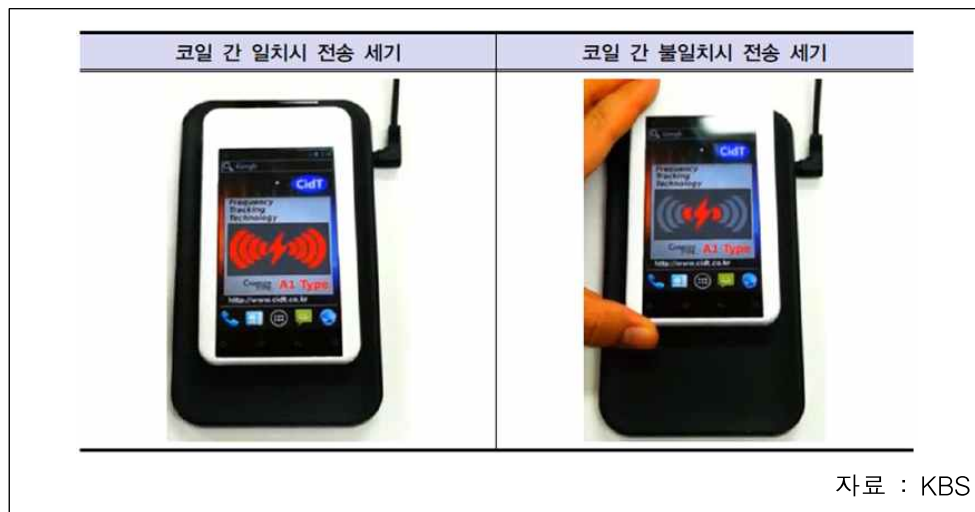 코일 간 일치시 전송 세기
코일 간 불일치시 전송 세기
Google
CidT
Frequency
Tracking
Technology
A1 Type
http://www.cidt.co.kr
Google
CidT
Frequency
Tracking
Technology
A1 Type
http://www.cidt.co.kr
자료 : KBS